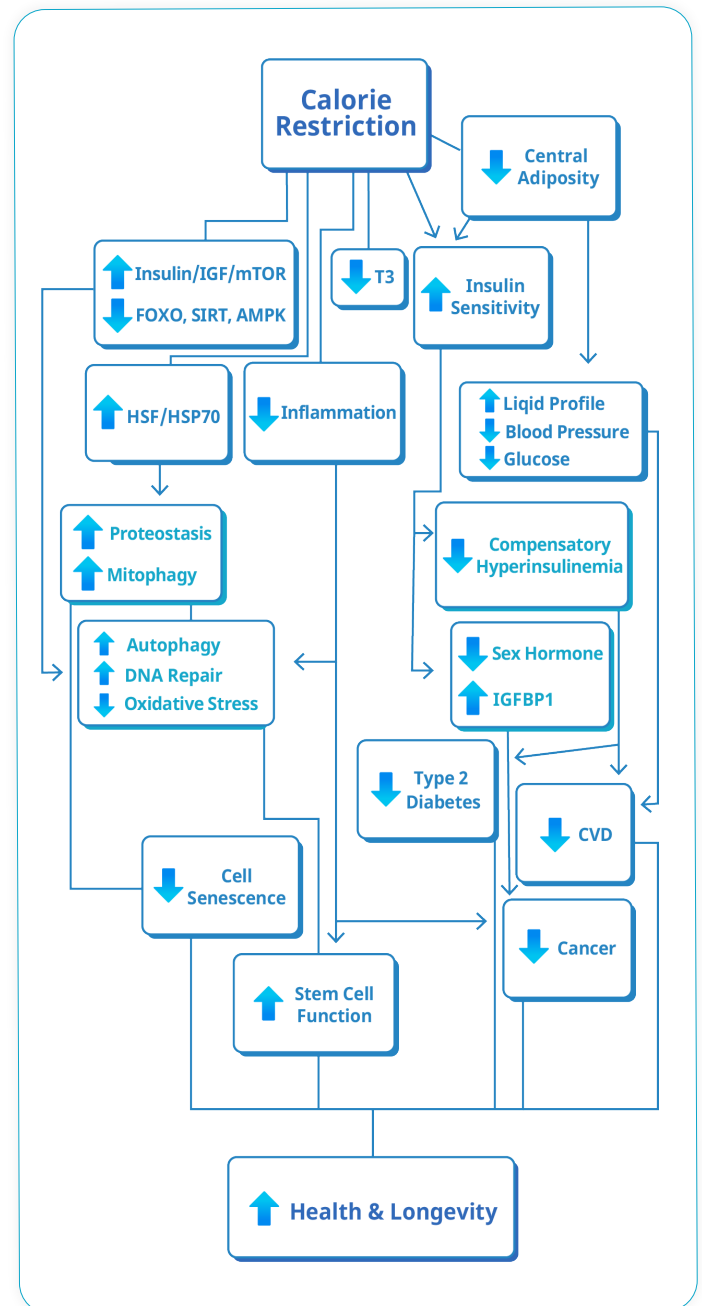 Calorie
Restriction
Central
Adiposity
Insulin/IGF/mTOR
FOXO, SIRT, AMPK
T3
Insulin
Sensitivity
HSF/HSP70
Inflammation
Liqid Profile
Blood Pressure
Glucose
Proteostasis
Mitophagy
Compensatory
Hyperinsulinemia
Autophagy
DNA Repair
Oxidative Stress
Sex Hormone
IGFBP1
Type 2
Diabetes
CVD
Cell
Senescence
Cancer
Stem Cell
Function
Health & Longevity